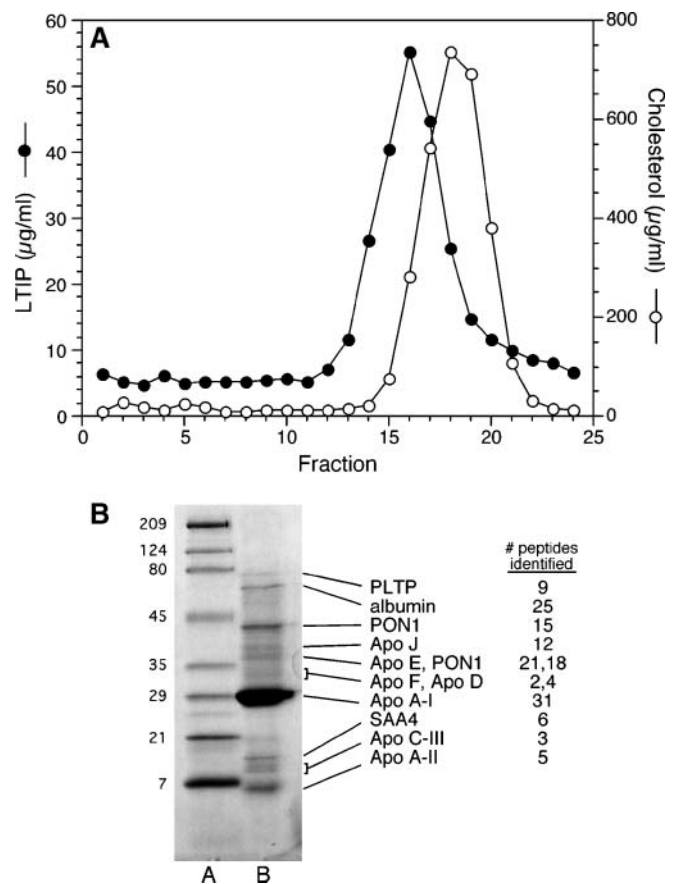 A
60
50
40
30
20
10
0
LTIP (µg/ml)
800
600
400
200
0
Cholesterol (µg/ml)
0
5
10
15
20
25
Fraction
B
209
124
80
45
35
29
21
7
# peptides
identified
PLTP 9
albumin 25
PON1 15
Apo J 12
Apo E, PON1 21,18
Apo F, Apo D 2,4
Apo A-I 31
SAA4 6
Apo C-III 3
Apo A-II 5
A B